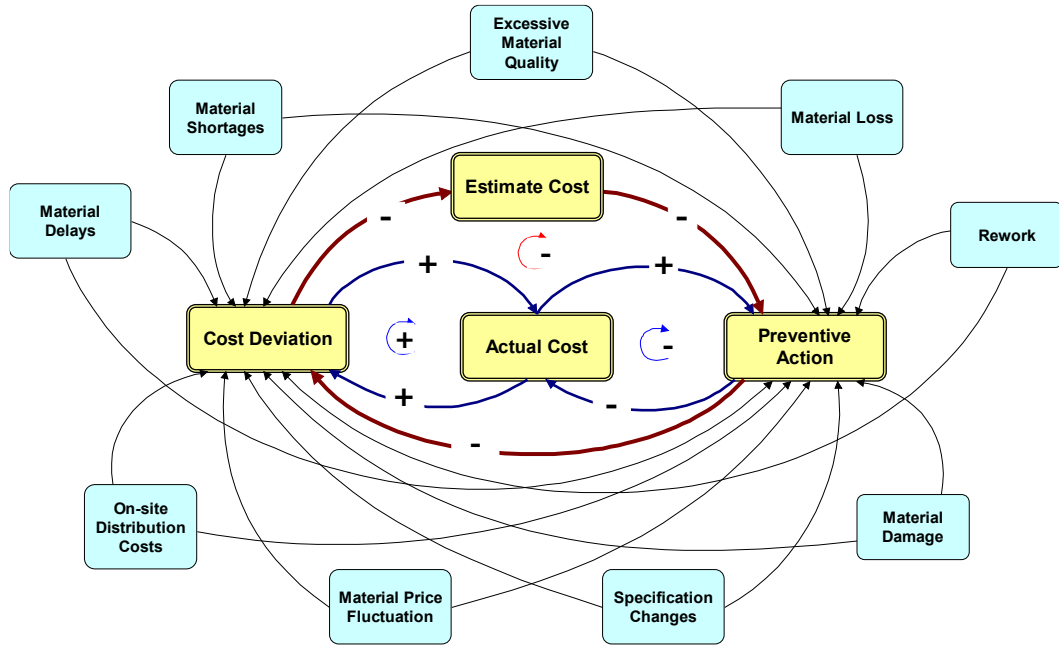 Excessive
Material
Quality
Material
Shortages
Material Loss
Estimate Cost
-
-
Material
Delays
Rework
-
+
+
Cost Deviation
+
Actual Cost
-
Preventive
Action
+
-
-
On-site
Distribution
Costs
Material
Damage
Material Price
Fluctuation
Specification
Changes